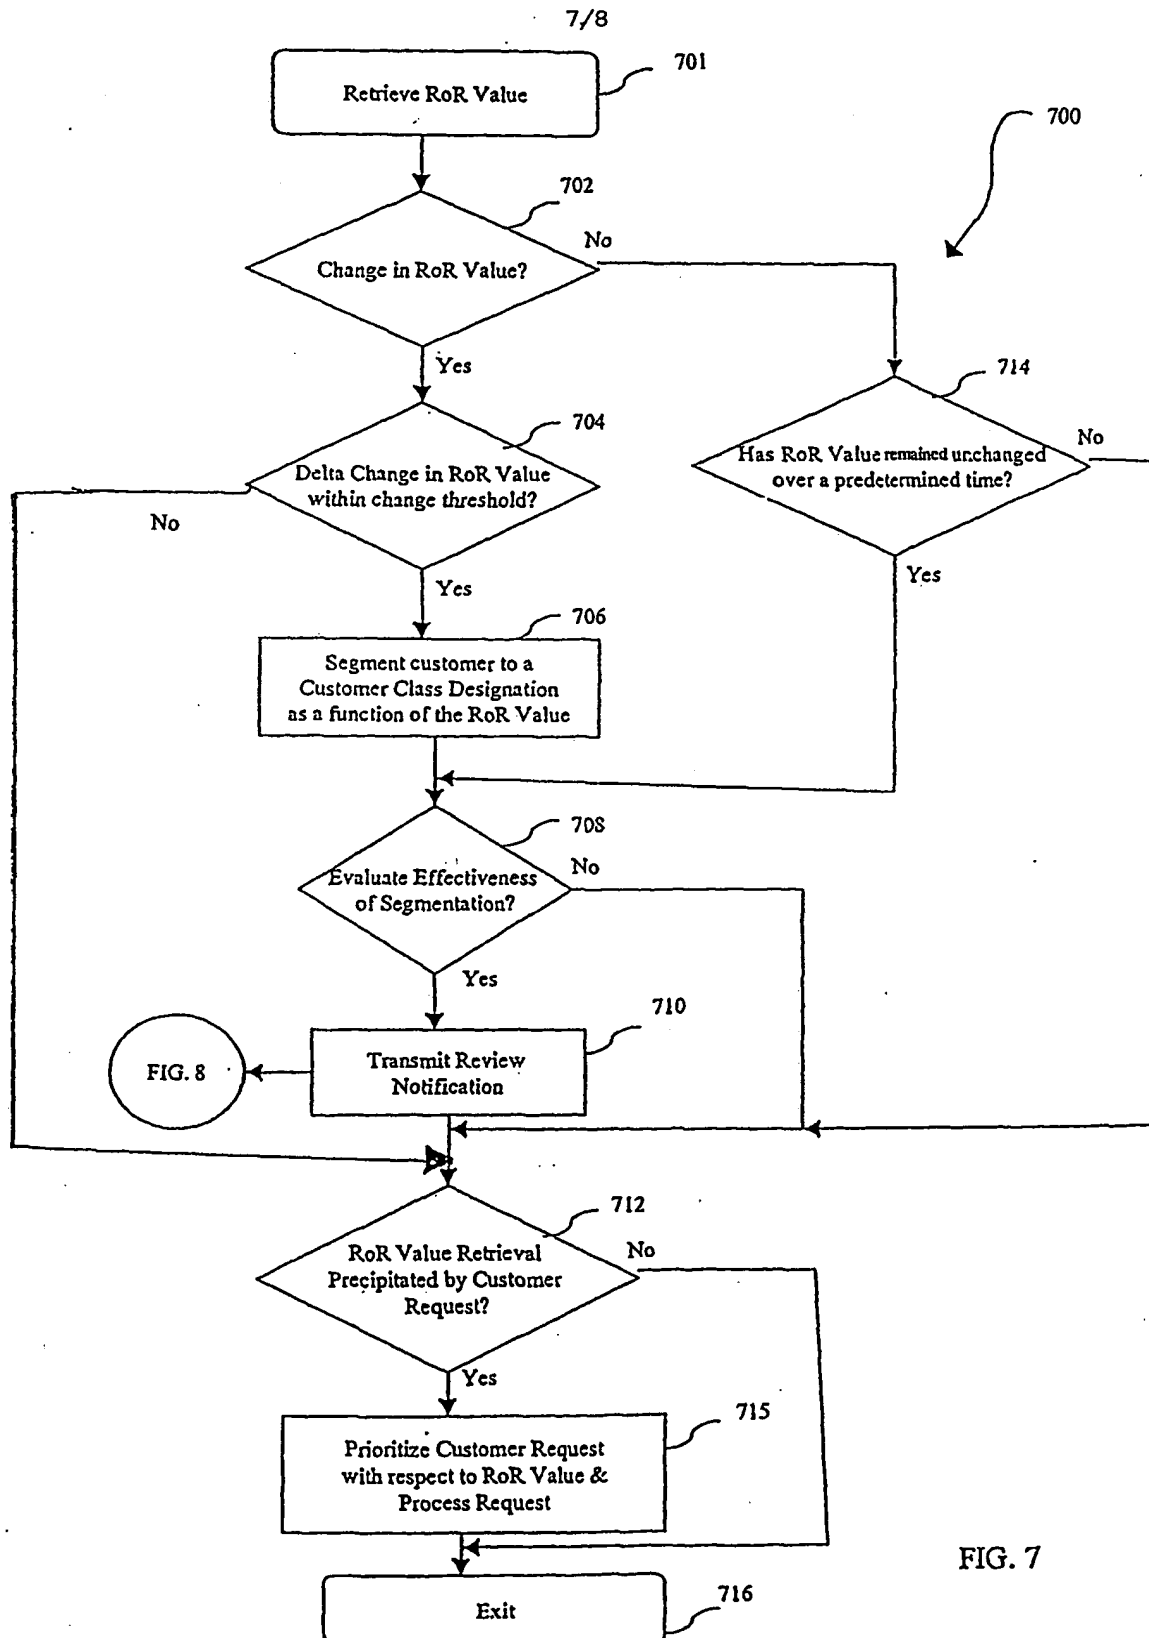 7/8
701
Retrieve RoR Value
700
702
No
Change in RoR Value?
Yes
714
704
No
Has RoR Value remained unchanged
over a predetermined time?
Delta Change in RoR Value
within change threshold?
No
Yes
Yes
706
Segment customer to a
Customer Class Designation
as a function of the RoR Value
708
No
Evaluate Effectiveness
of Segmentation?
Yes
710
FIG. 8
Transmit Review
Notification
712
No
RoR Value Retrieval
Precipitated by Customer
Request?
Yes
715
Prioritize Customer Request
with respect to RoR Value &
Process Request
FIG. 7
716
Exit